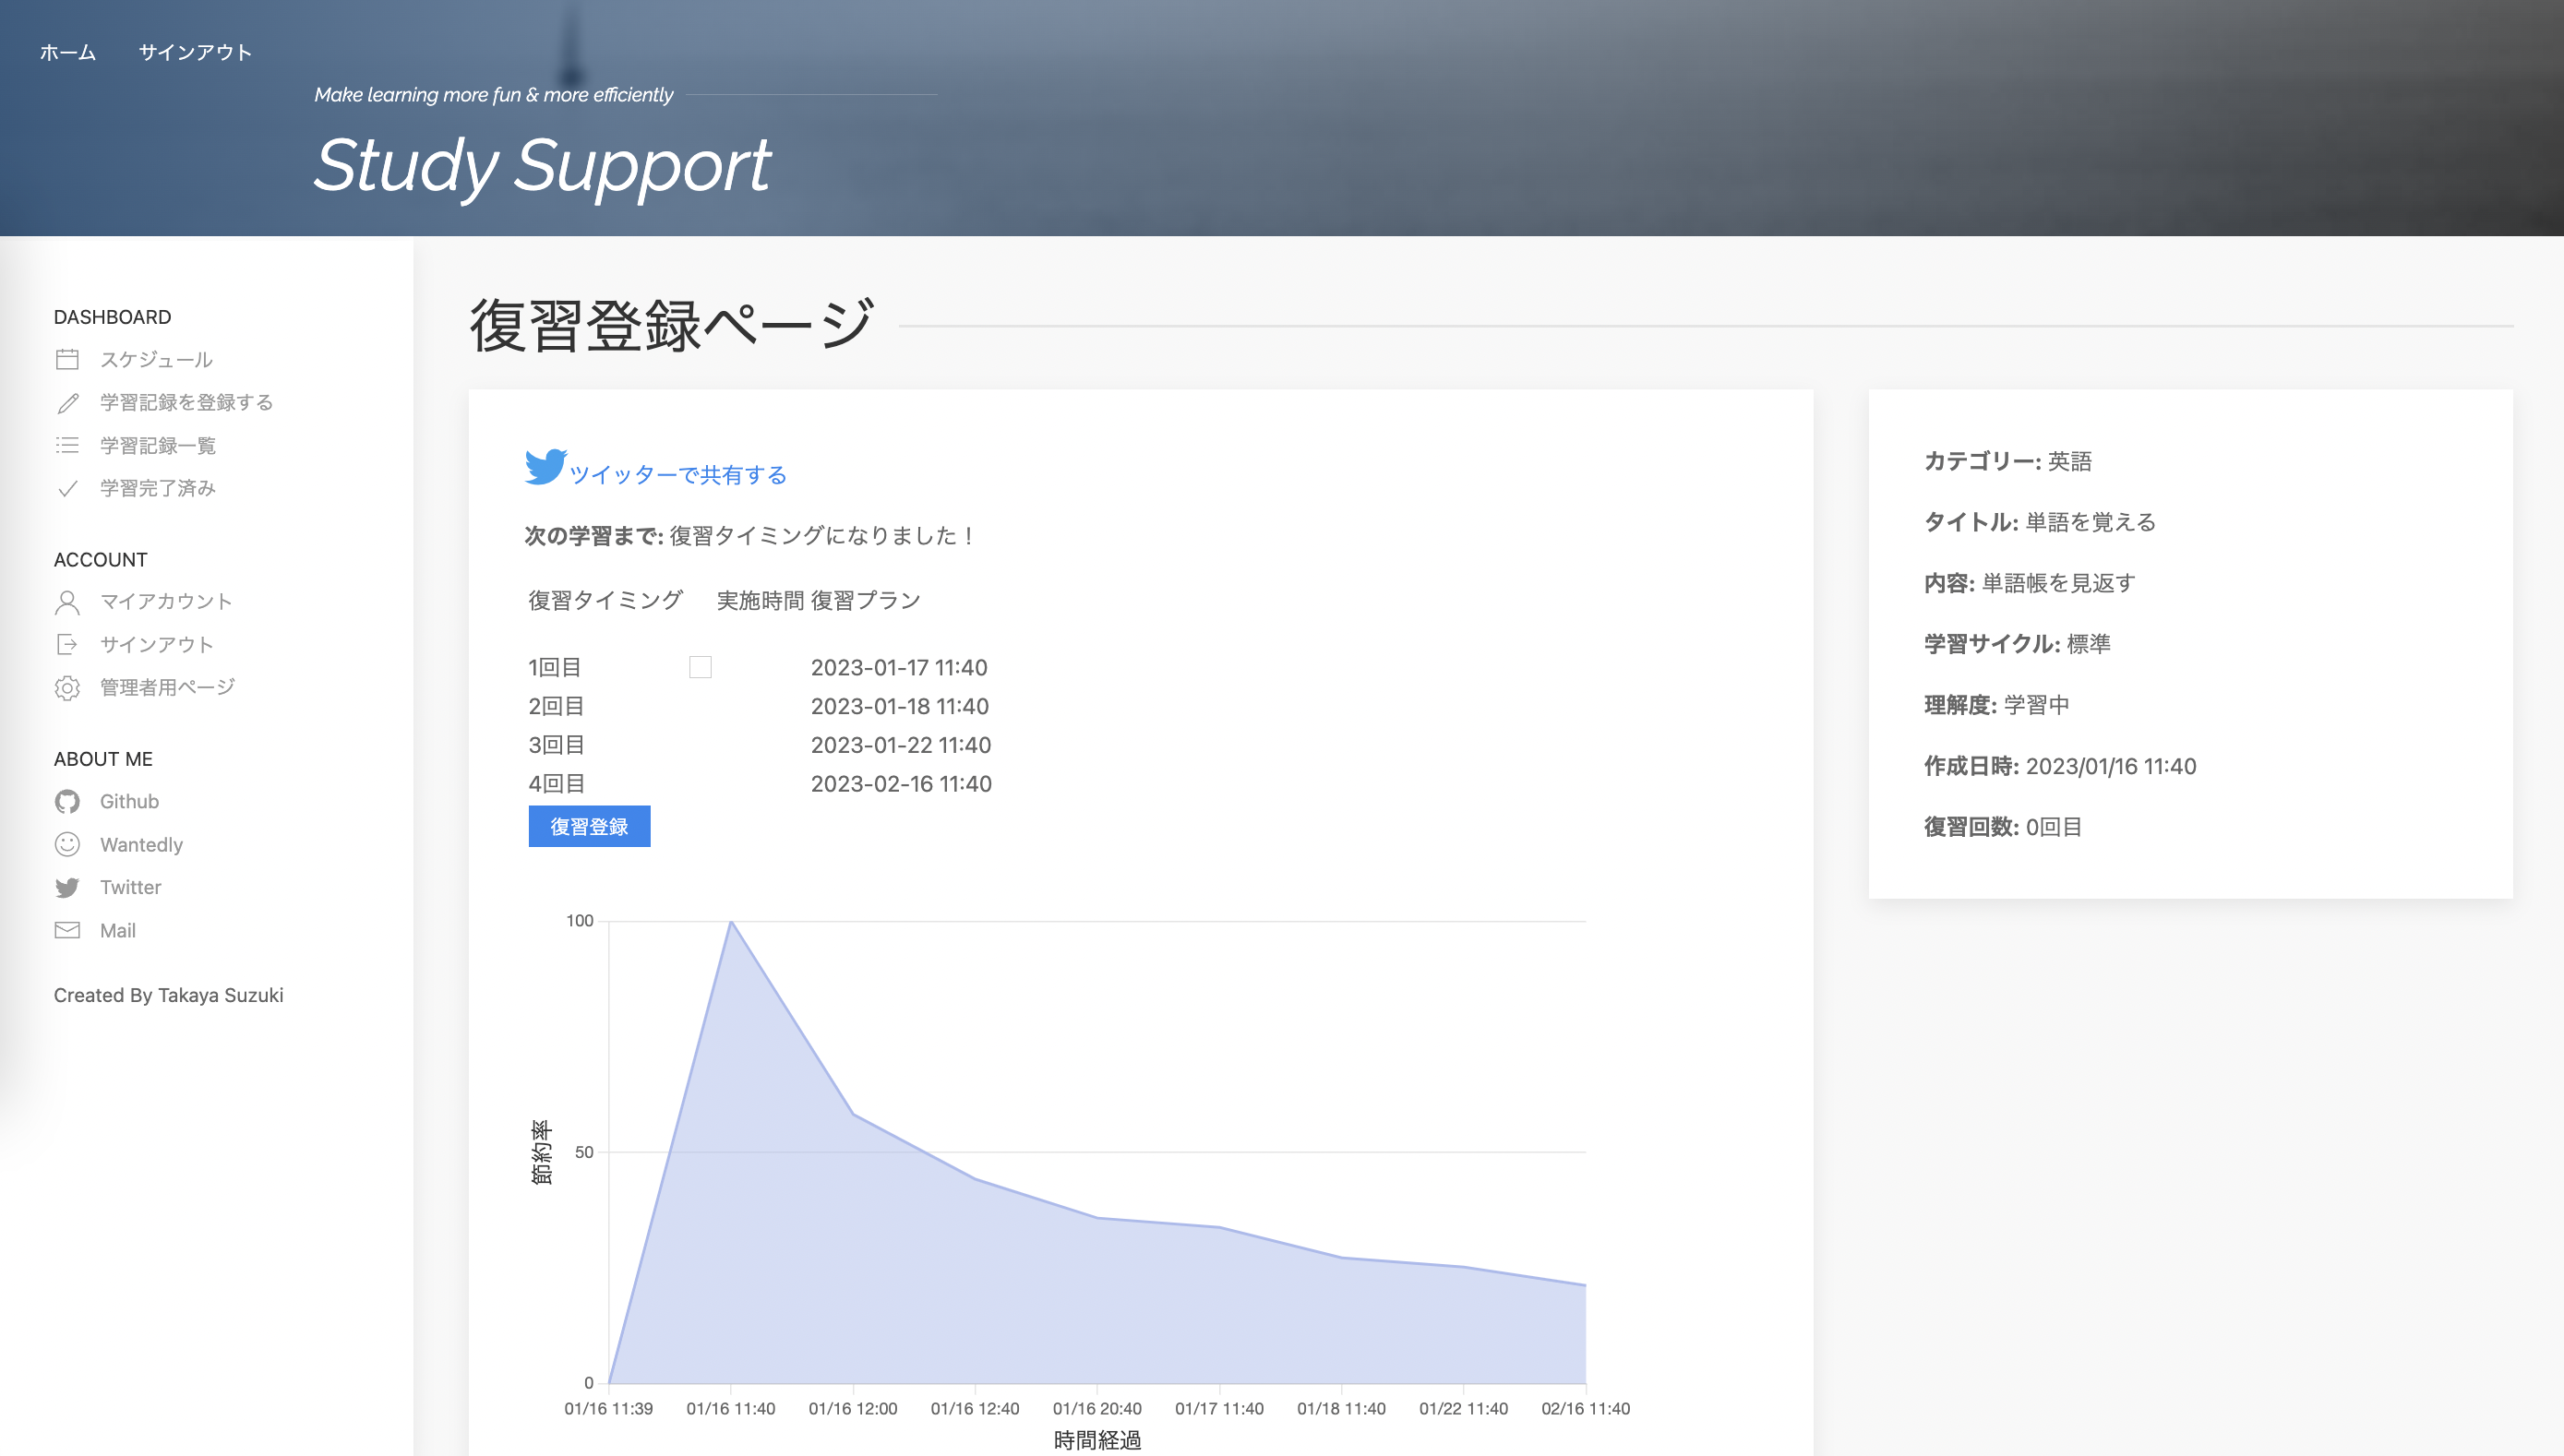 ホーム サインアウト
Make learning more fun & more efficiently
Study Support
DASHBOARD
スケジュール
学習記録を登録する
学習記録一覧
学習完了済み
ACCOUNT
マイアカウント
サインアウト
管理者用ページ
ABOUT ME
Github
Wantedly
Twitter
Mail
Created By Takaya Suzuki
復習登録ページ
ツイッターで共有する
次の学習まで: 復習タイミングになりました！
復習タイミング 実施時間 復習プラン
1回目 2023-01-17 11:40
2回目 2023-01-18 11:40
3回目 2023-01-22 11:40
4回目 2023-02-16 11:40
復習登録
100
50
0
節約率
01/16 11:39 01/16 11:40 01/16 12:00 01/16 12:40 01/16 20:40 01/17 11:40 01/18 11:40 01/22 11:40 02/16 11:40
時間経過
カテゴリー: 英語
タイトル: 単語を覚える
内容: 単語帳を見返す
学習サイクル: 標準
理解度: 学習中
作成日時: 2023/01/16 11:40
復習回数: 0回目